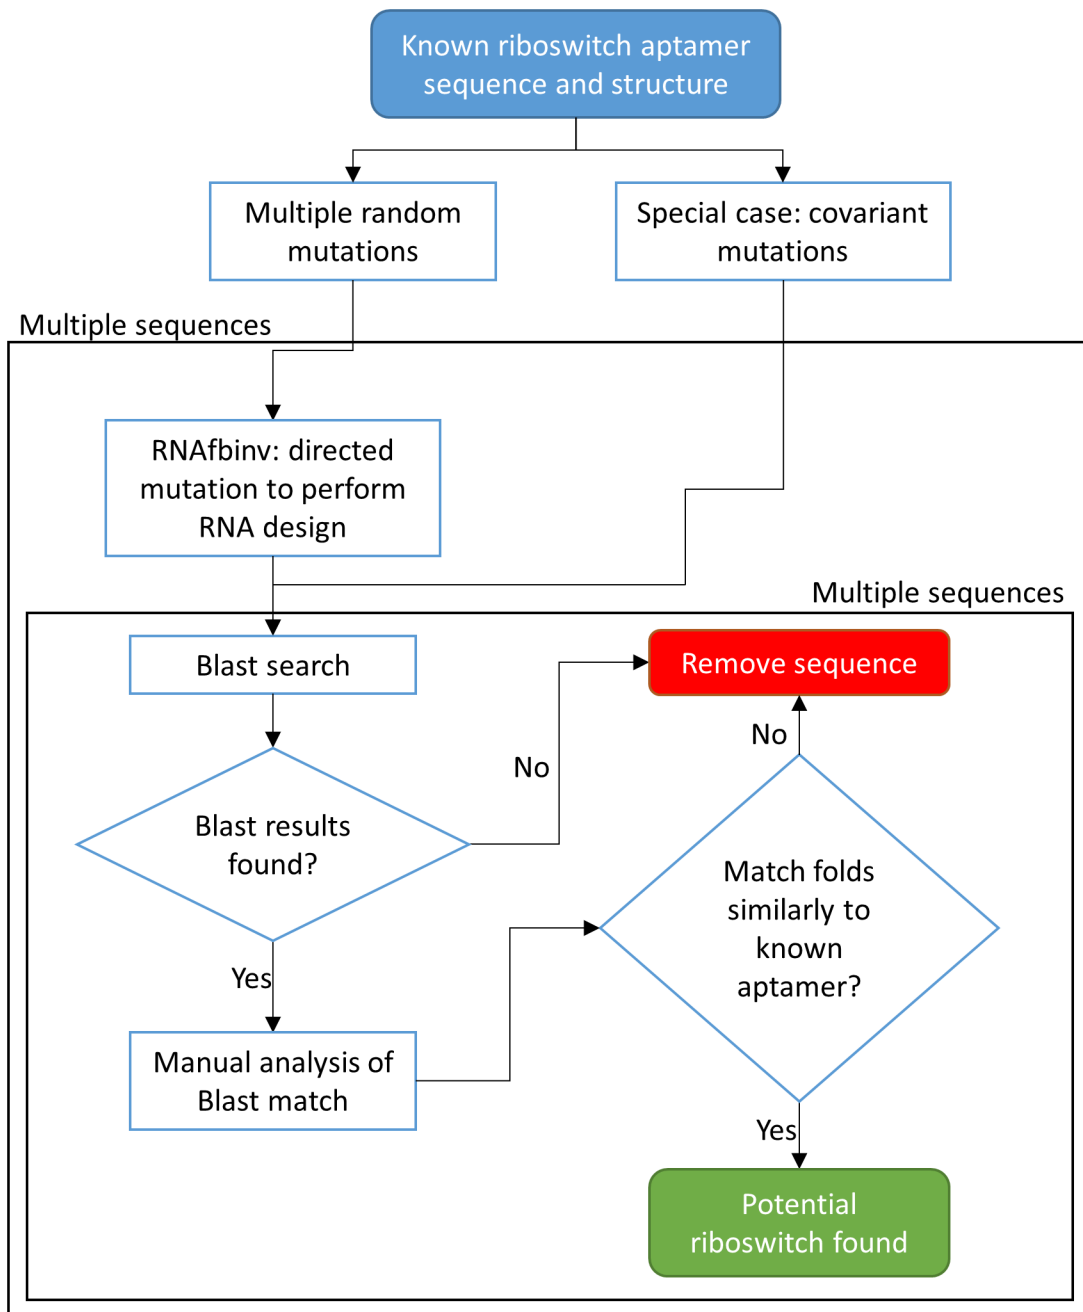 Known riboswitch aptamer
sequence and structure
Multiple random
mutations
Special case: covariant
mutations
Multiple sequences
RNAfbinv: directed
mutation to perform
RNA design
Multiple sequences
Blast search
Remove sequence
No
No
Blast results
found?
Match folds
similarly to
known
aptamer?
Yes
Manual analysis of
Blast match
Yes
Potential
riboswitch found